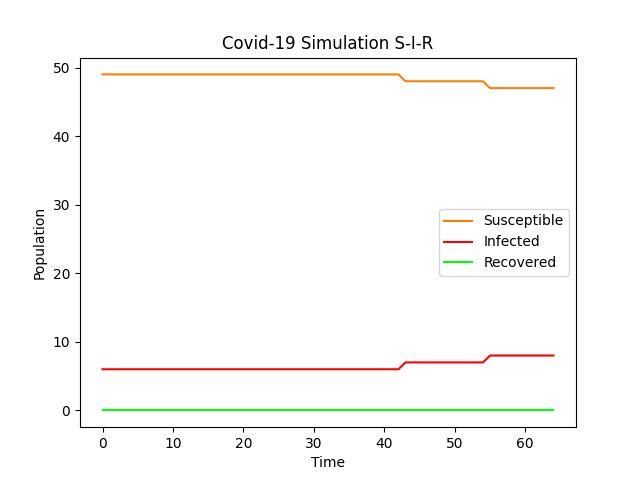 Covid-19 Simulation S-I-R
50
40
30
20
10
0
Population
Susceptible
Infected
Recovered
0 10 20 30 40 50 60
Time